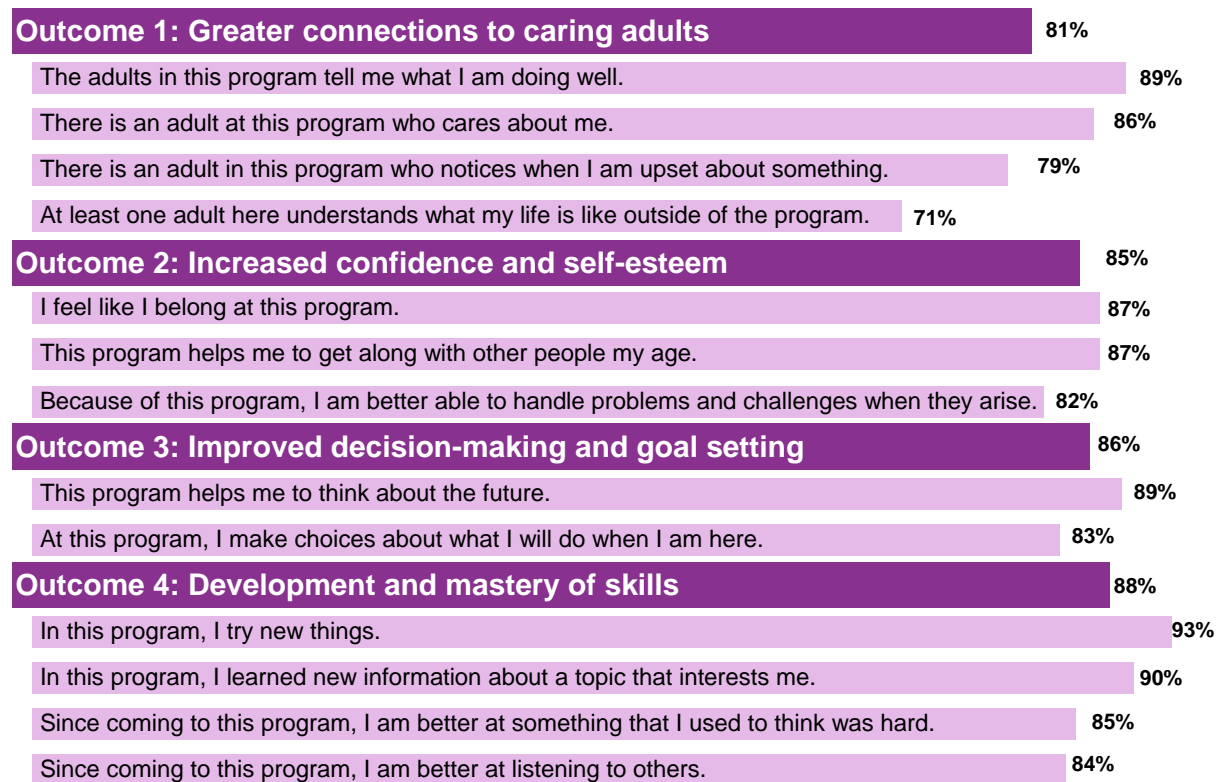 Outcome 1: Greater connections to caring adults 81%
The adults in this program tell me what I am doing well. 89%
There is an adult at this program who cares about me. 86%
There is an adult in this program who notices when I am upset about something. 79%
At least one adult here understands what my life is like outside of the program. 71%
Outcome 2: Increased confidence and self-esteem 85%
I feel like I belong at this program. 87%
This program helps me to get along with other people my age. 87%
Because of this program, I am better able to handle problems and challenges when they arise. 82%
Outcome 3: Improved decision-making and goal setting 86%
This program helps me to think about the future. 89%
At this program, I make choices about what I will do when I am here. 83%
Outcome 4: Development and mastery of skills 88%
In this program, I try new things. 93%
In this program, I learned new information about a topic that interests me. 90%
Since coming to this program, I am better at something that I used to think was hard. 85%
Since coming to this program, I am better at listening to others. 84%